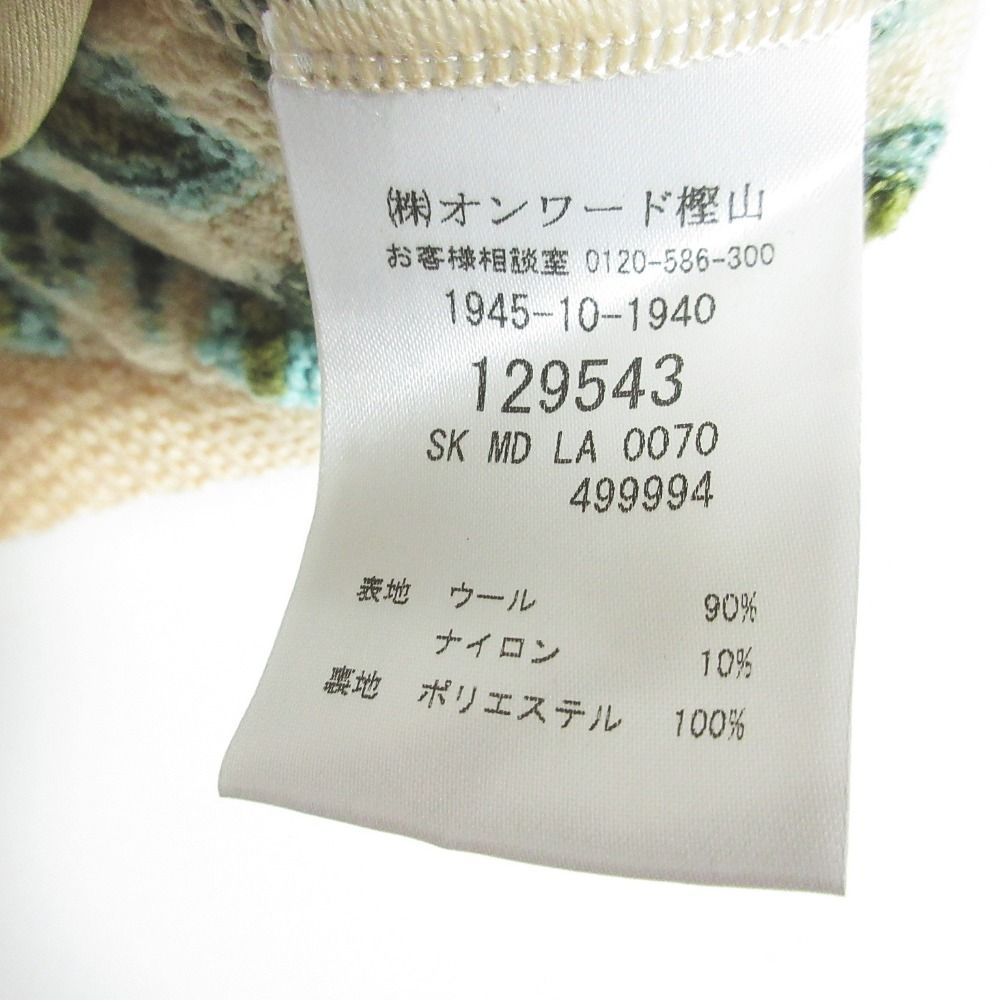 ㈱オンワード樫山
お客様相談室 0120-586-300
1945-10-1940
129543
SK MD LA 0070
499994
表地 ウール 90%
ナイロン 10%
裏地 ポリエステル 100%